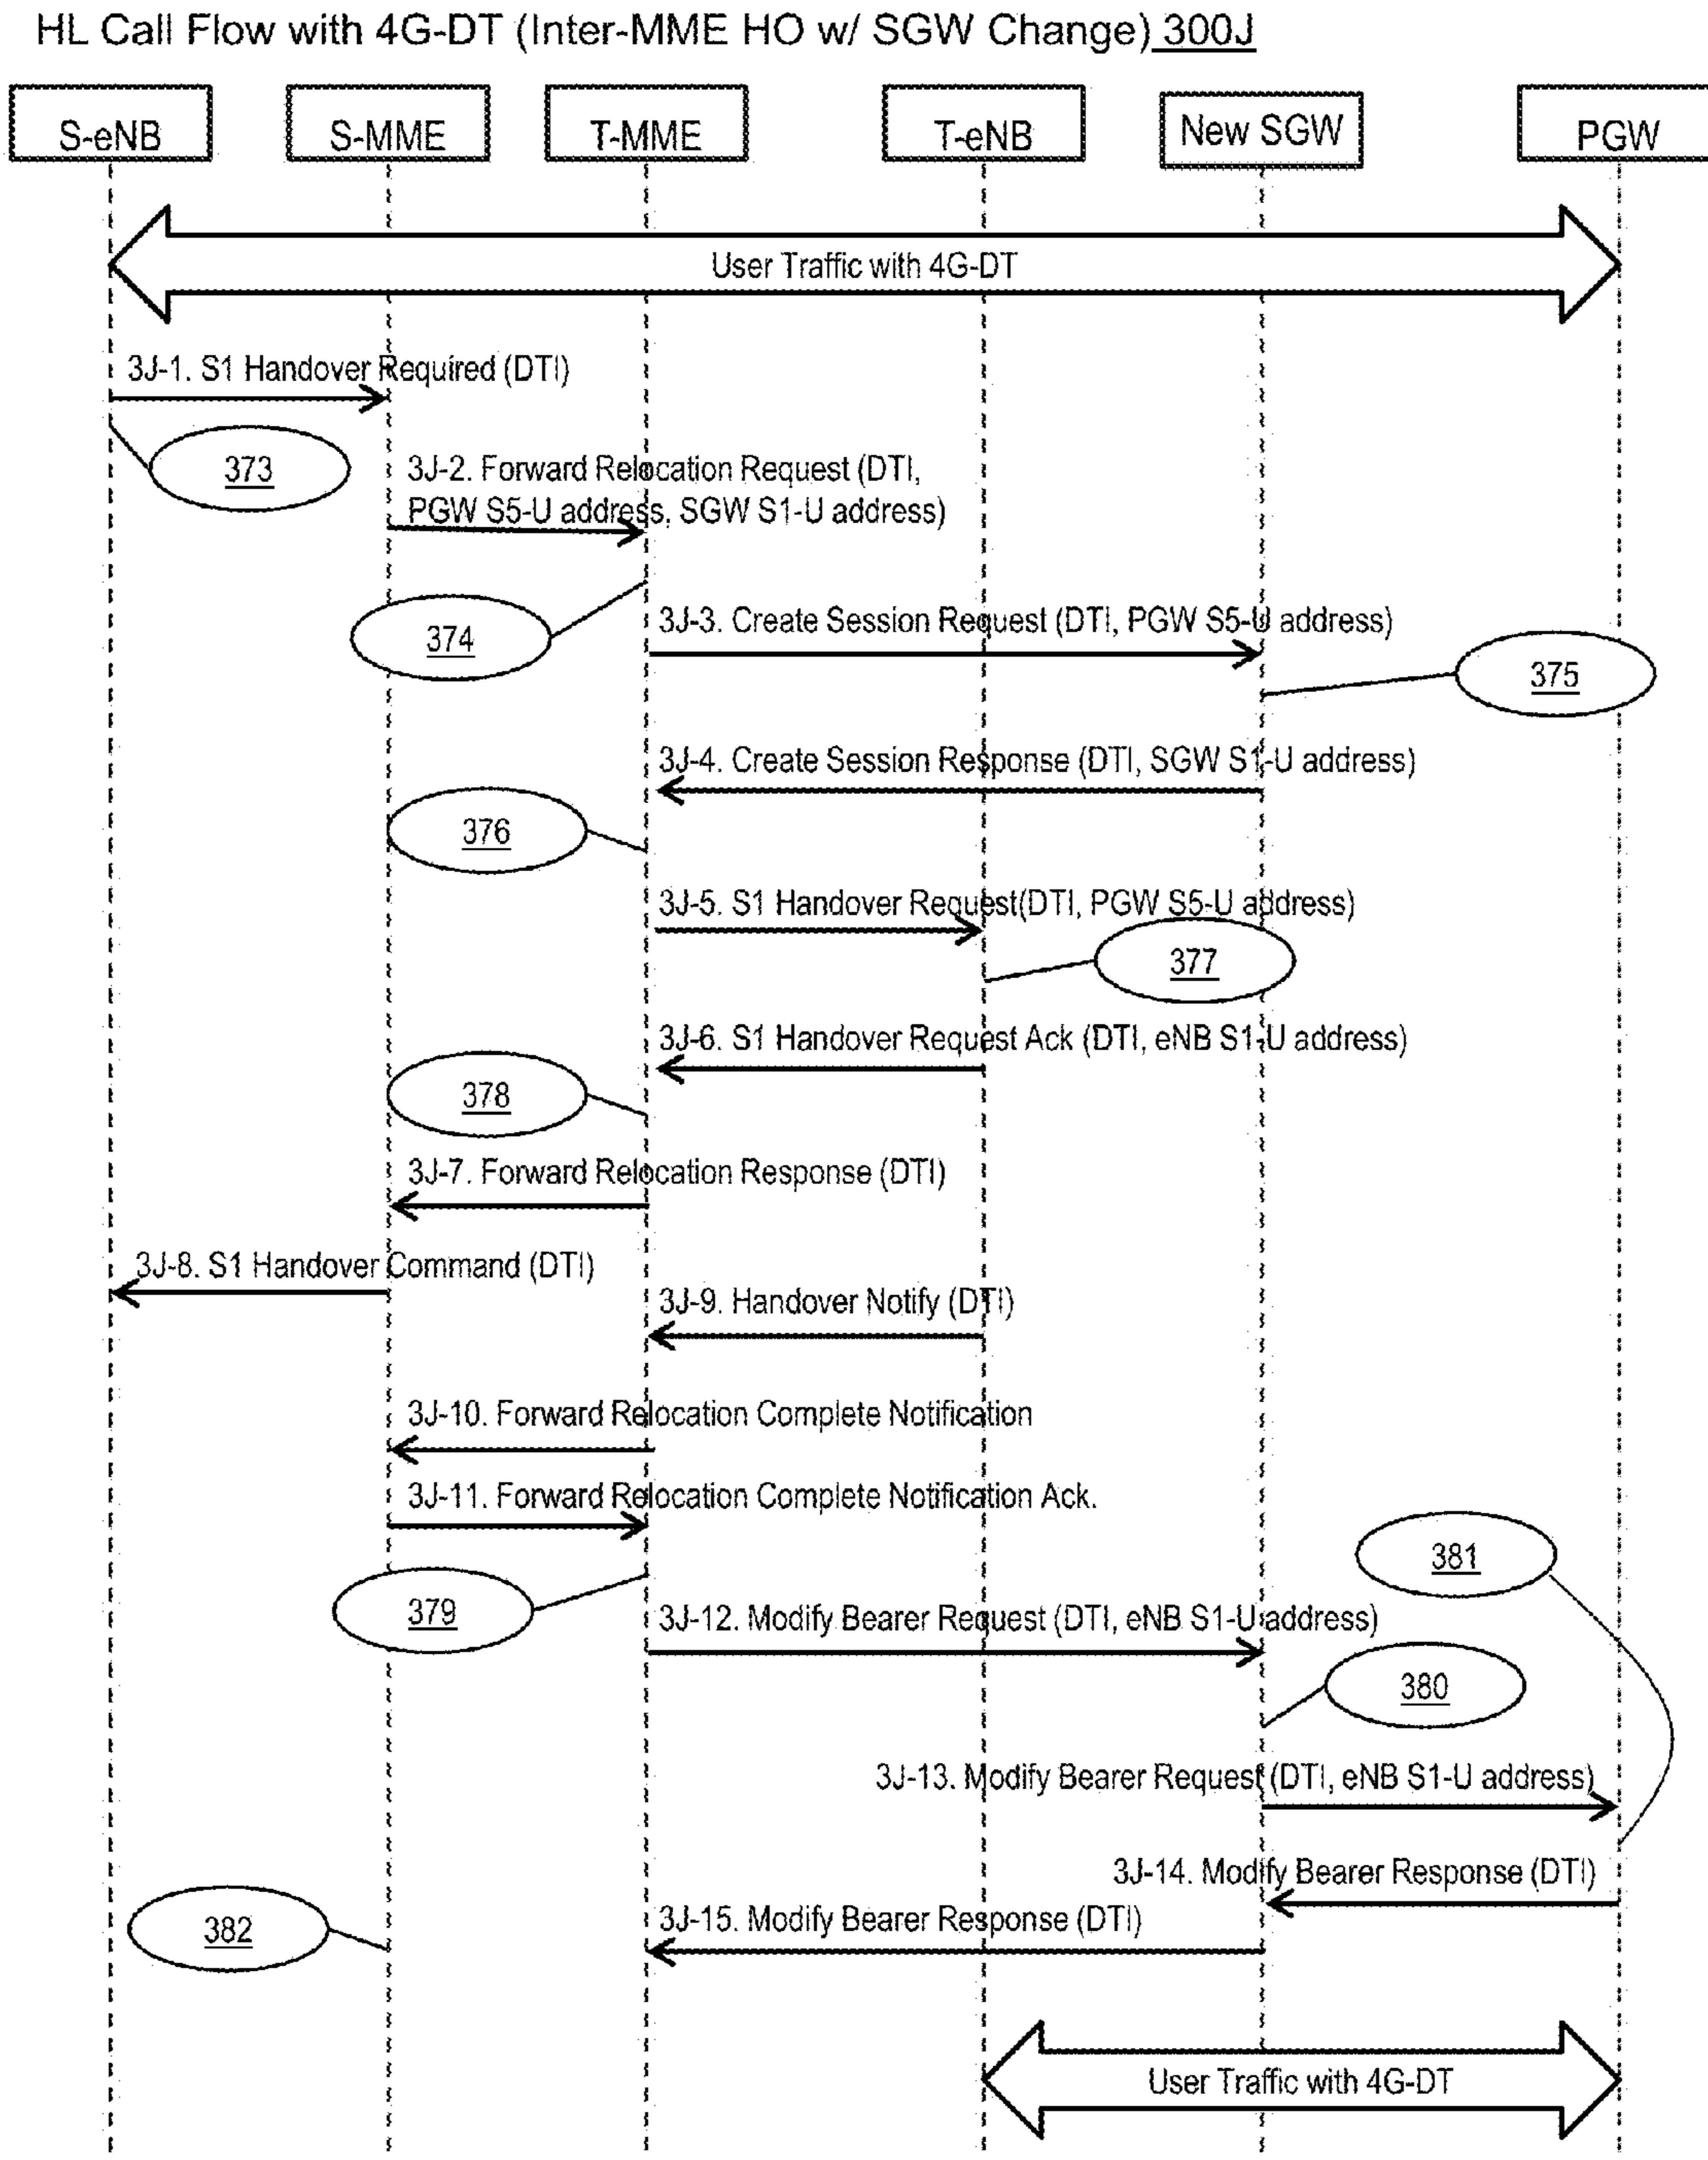 HL Call Flow with 4G-DT (Inter-MME HO w/ SGW Change) 300J
S-eNB
S-MME
T-MME
T-eNB
New SGW
PGW
User Traffic with 4G-DT
3J-1. S1 Handover Required (DTI)
373
3J-2. Forward Relocation Request (DTI,
PGW S5-U address, SGW S1-U address)
374
3J-3. Create Session Request (DTI, PGW S5-U address)
375
3J-4. Create Session Response (DTI, SGW S1-U address)
376
3J-5. S1 Handover Request(DTI, PGW S5-U address)
377
3J-6. S1 Handover Request Ack (DTI, eNB S1-U address)
378
3J-7. Forward Relocation Response (DTI)
3J-8. S1 Handover Command (DTI)
3J-9. Handover Notify (DTI)
3J-10. Forward Relocation Complete Notification
3J-11. Forward Relocation Complete Notification Ack.
381
379
3J-12. Modify Bearer Request (DTI, eNB S1-U address)
380
3J-13. Modify Bearer Request (DTI, eNB S1-U address)
3J-14. Modify Bearer Response (DTI)
382
3J-15. Modify Bearer Response (DTI)
User Traffic with 4G-DT